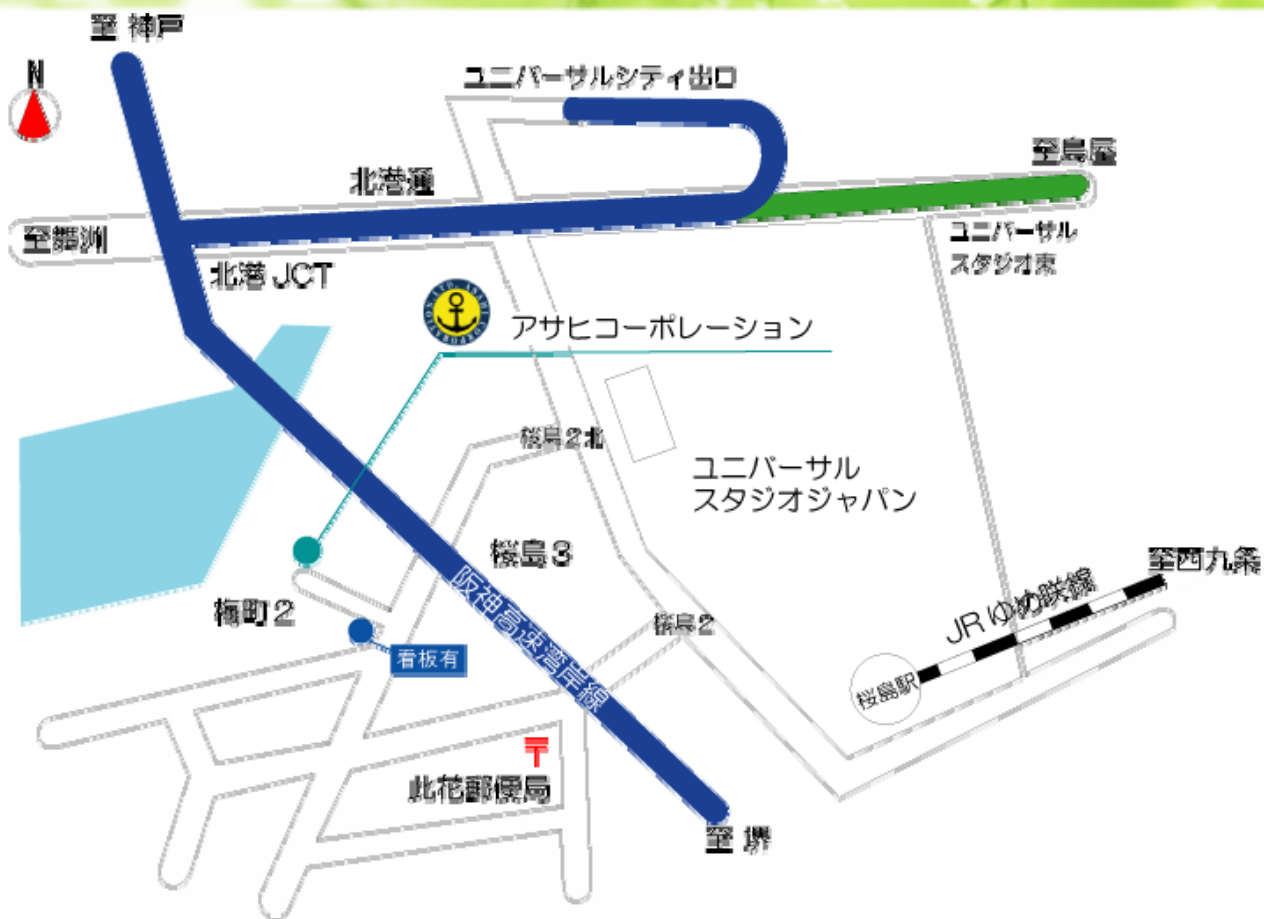 至 神戸
N
ユニバーサルシティ出口
至島屋
北港通
至舞洲
ユニバーサル
スタジオ東
北港 JCT
CORPORATION.LTD. ASAHI
アサヒコーポレーション
桜島2北
ユニバーサル
スタジオジャパン
桜島3
至西九条
阪神高速湾岸線
梅町2
JRゆめ咲線
桜島2
看板有
桜島駅
〒
此花郵便局
至 堺